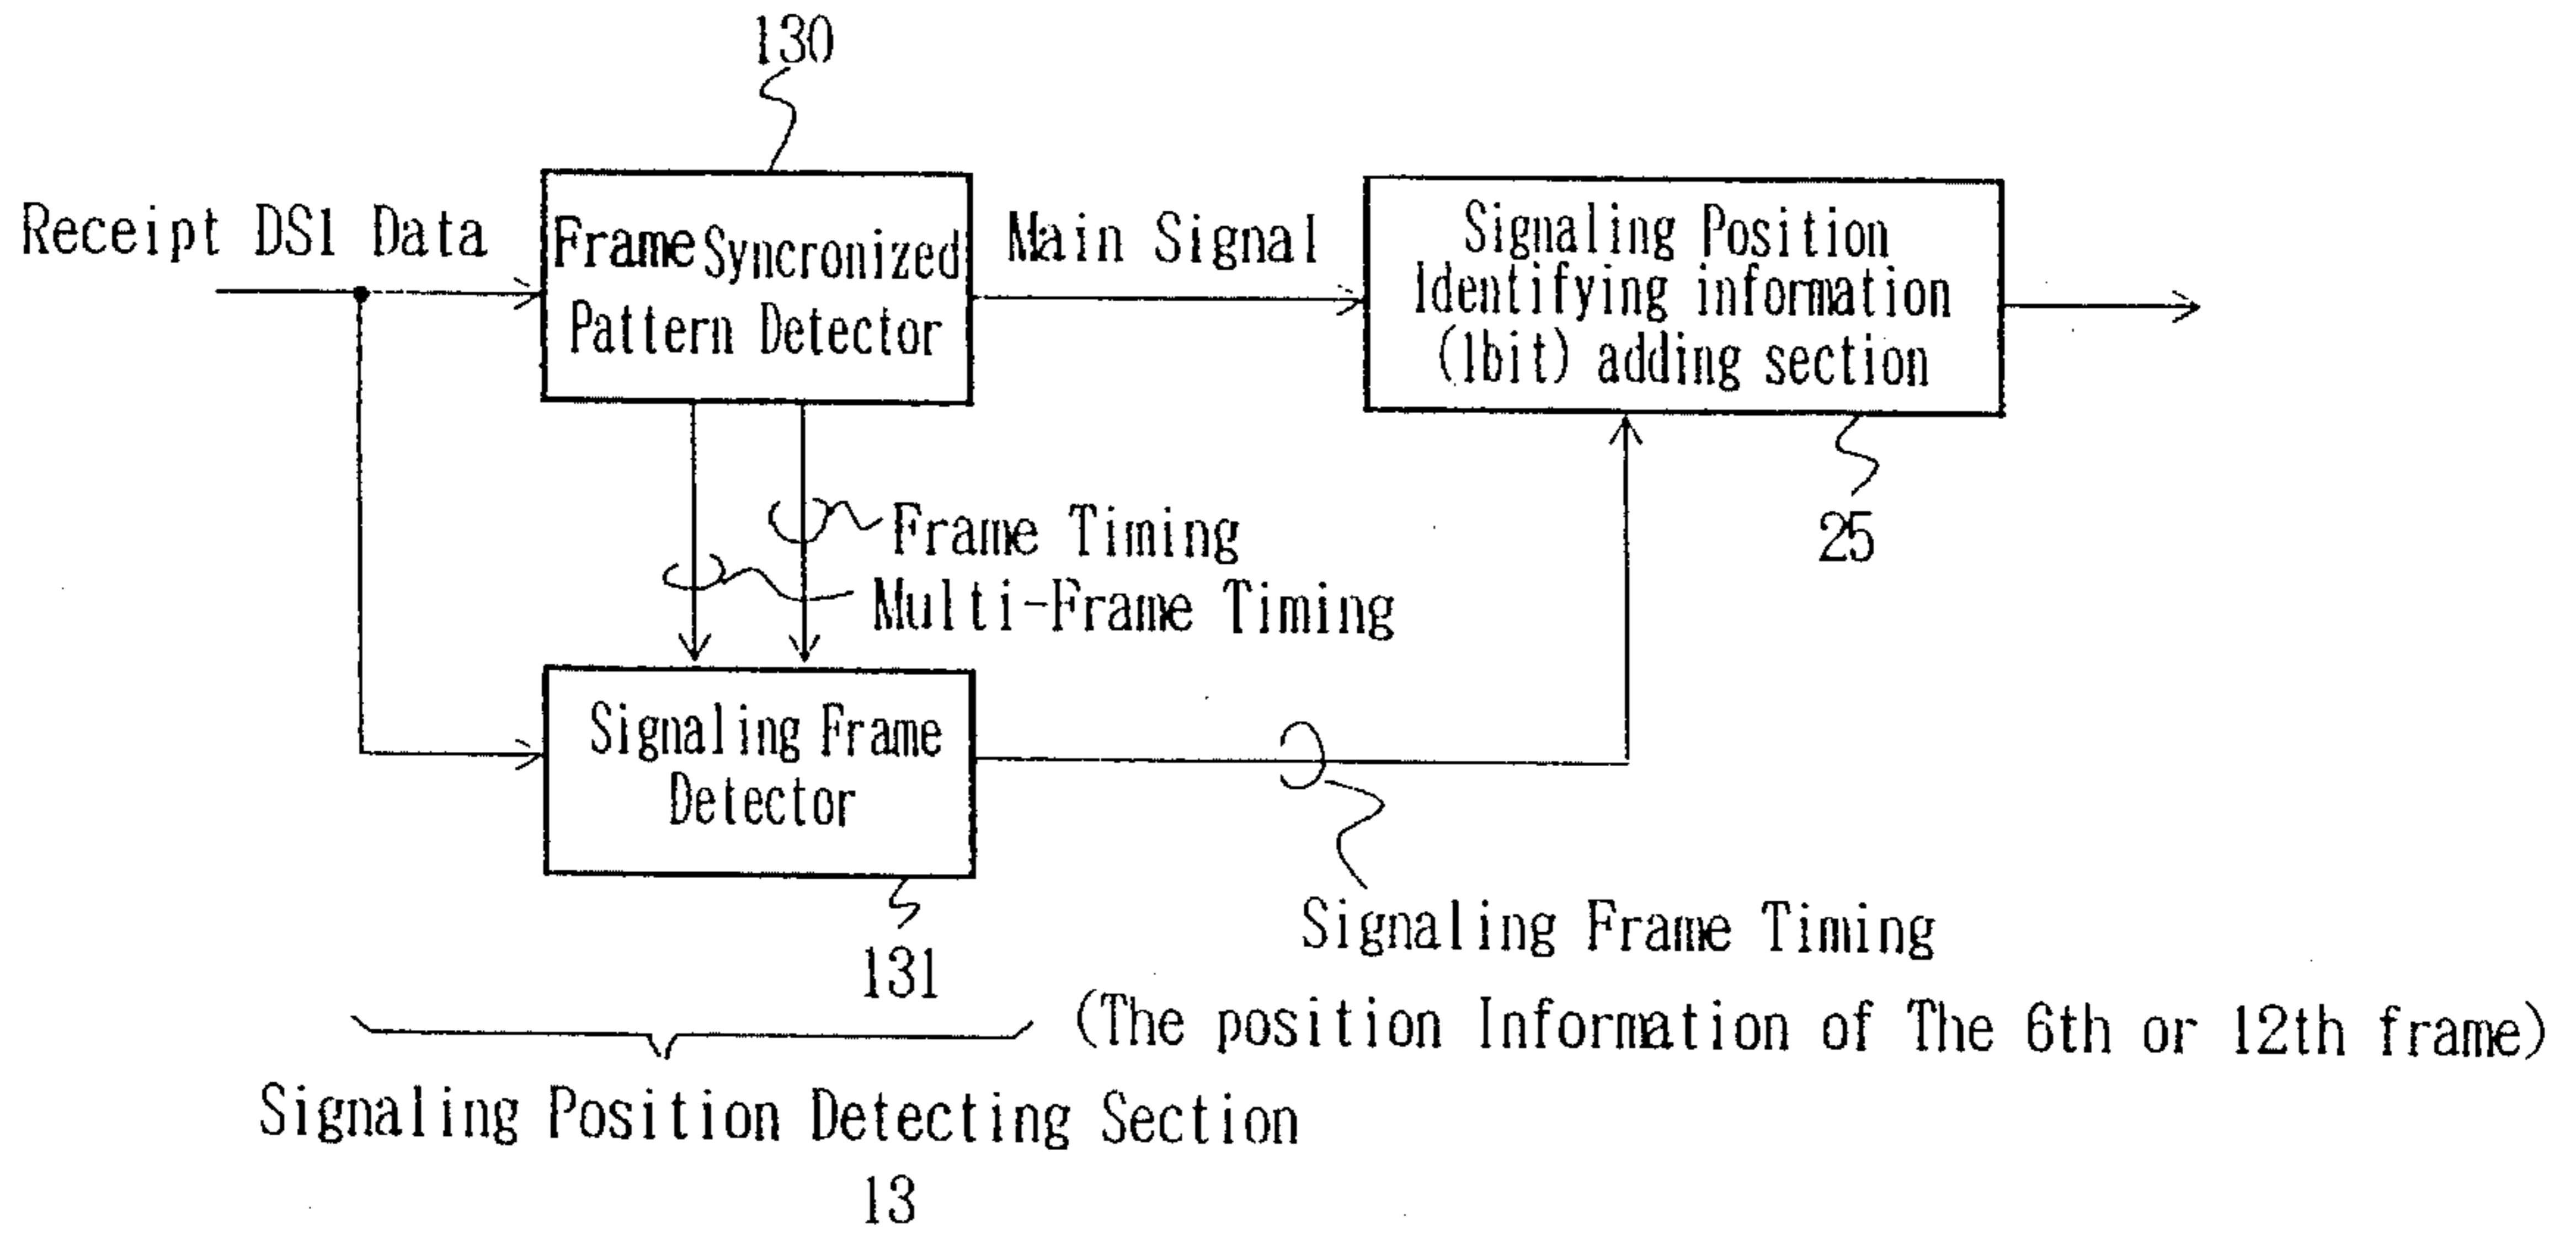 130
Receipt DS1 Data
Frame Syncronized
Pattern Detector
Main Signal
Signaling Position
Identifying information
(1bit) adding section
25
Frame Timing
Multi-Frame Timing
Signaling Frame
Detector
131
Signaling Frame Timing
(The position Information of The 6th or 12th frame)
Signaling Position Detecting Section
13